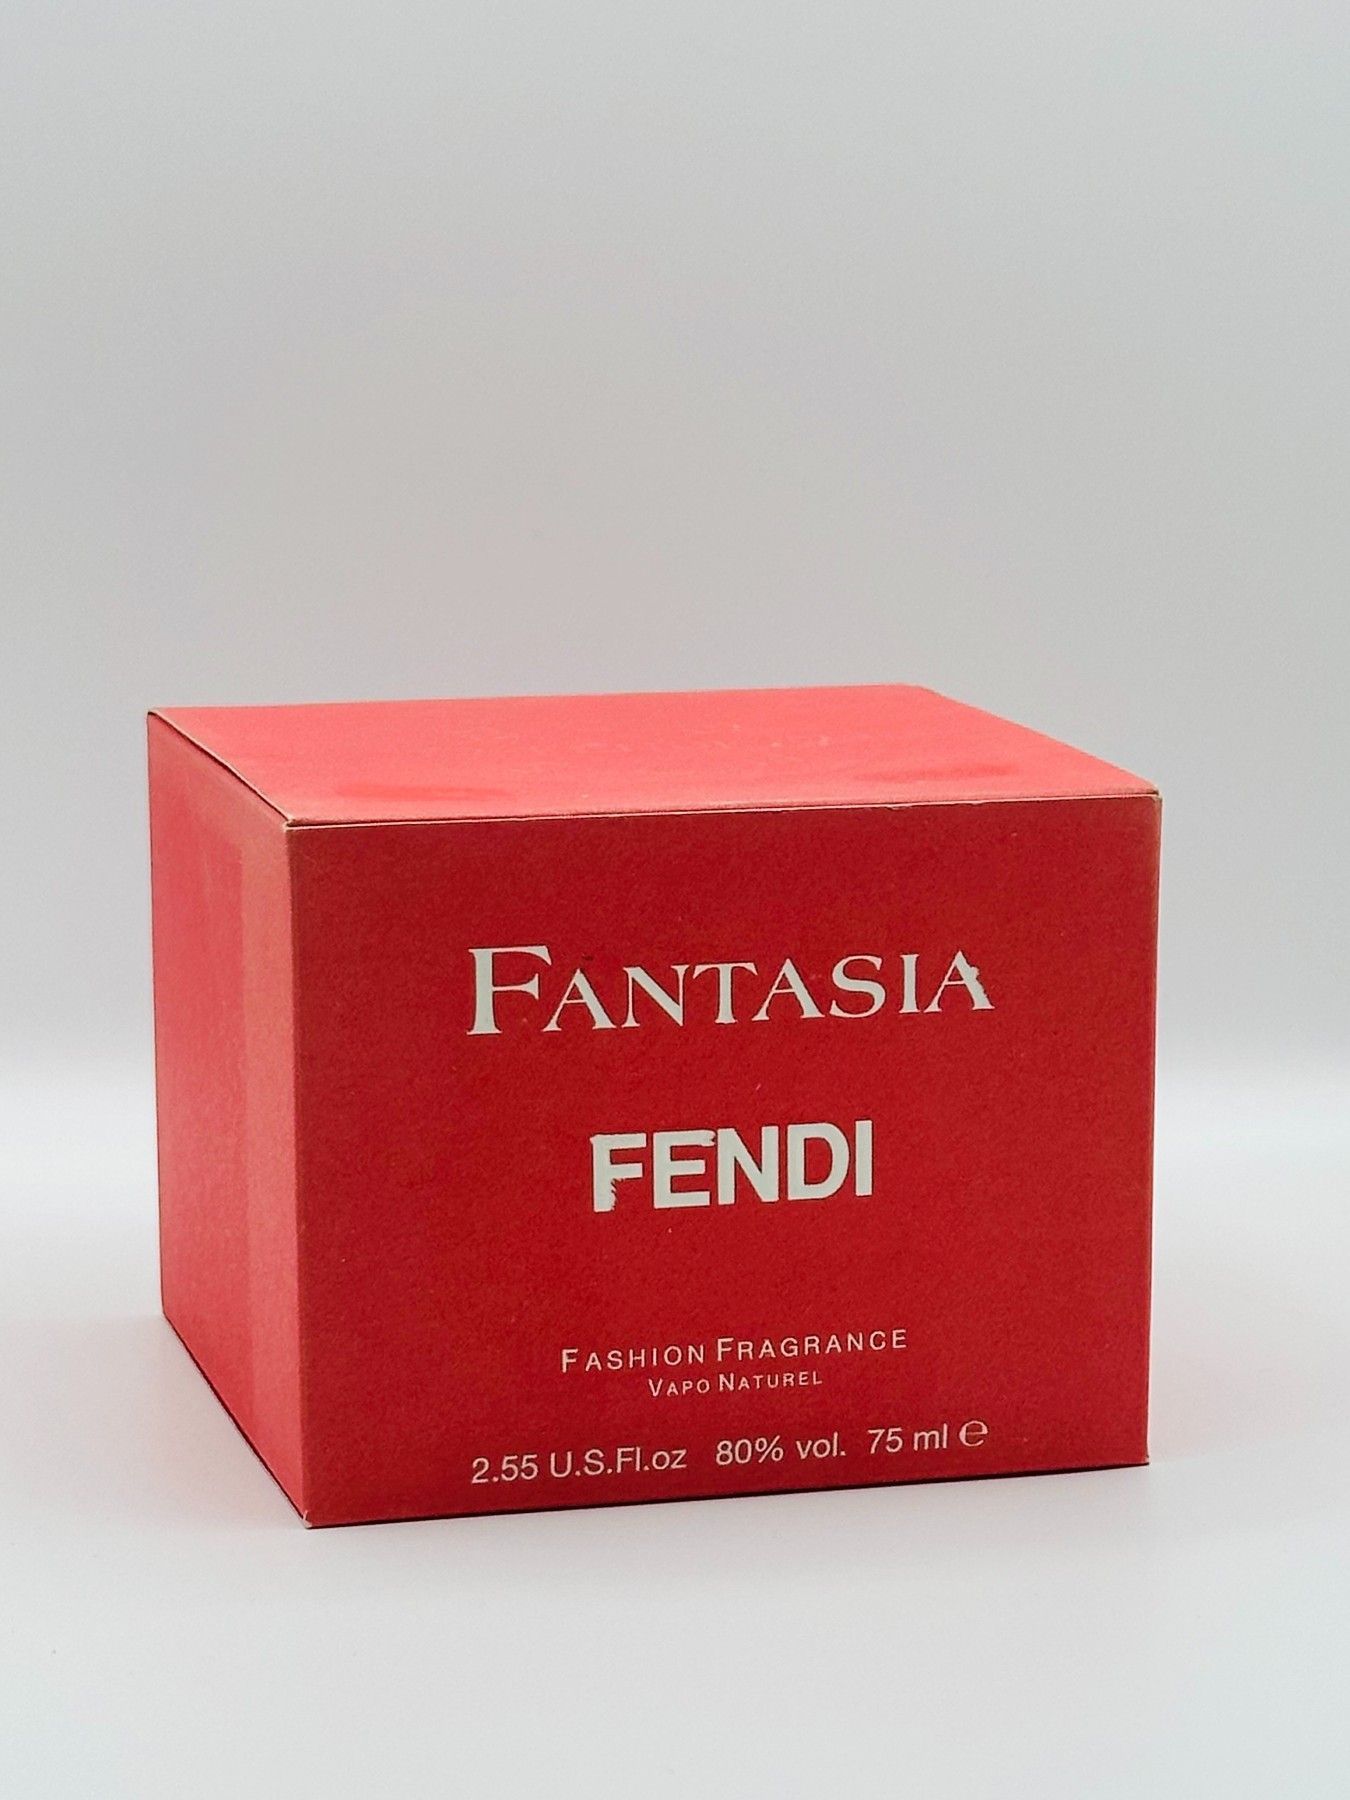 FANTASIA
FENDI
FASHION FRAGRANCE
VAPO NATUREL
2.55 U.S.Fl.oz 80% vol. 75 ml ℮